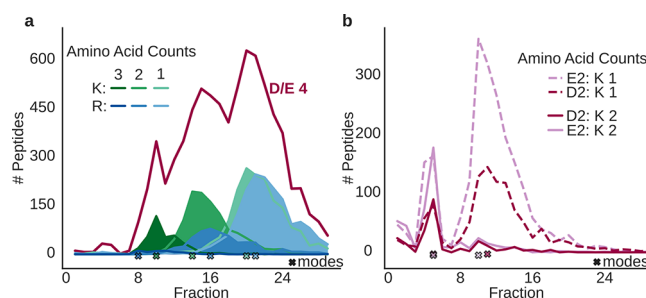 a
Amino Acid Counts
3 2 1
K:
R:
D/E 4
# Peptides
600
450
300
150
0
0 8 16 24
Fraction
modes
b
Amino Acid Counts
E2: K 1
D2: K 1
D2: K 2
E2: K 2
# Peptides
300
200
100
0
0 8 16 24
Fraction
modes